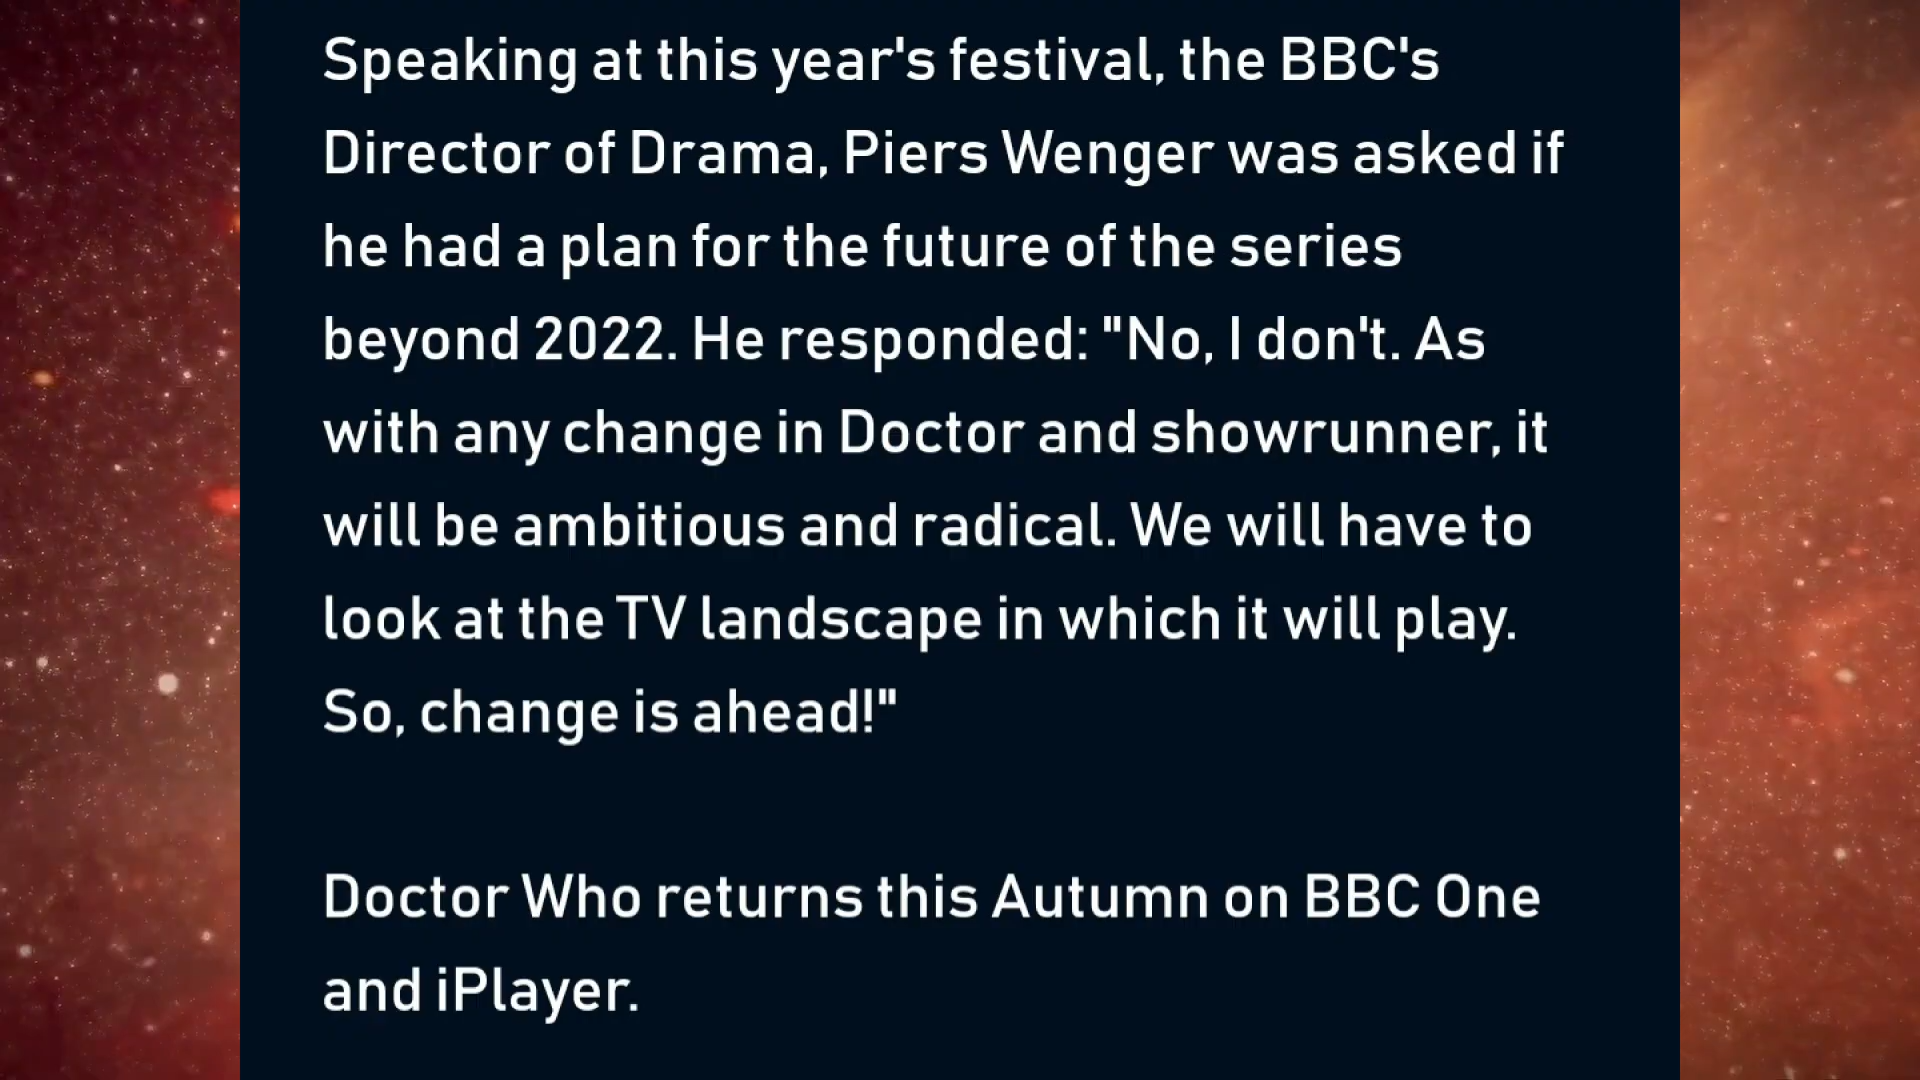 Speaking at this year's festival, the BBC's
Director of Drama, Piers Wenger was asked if
he had a plan for the future of the series
beyond 2022. He responded: "No, I don't. As
with any change in Doctor and showrunner, it
will be ambitious and radical. We will have to
look at the TV landscape in which it will play.
So, change is ahead!"
Doctor Who returns this Autumn on BBC One
and iPlayer.